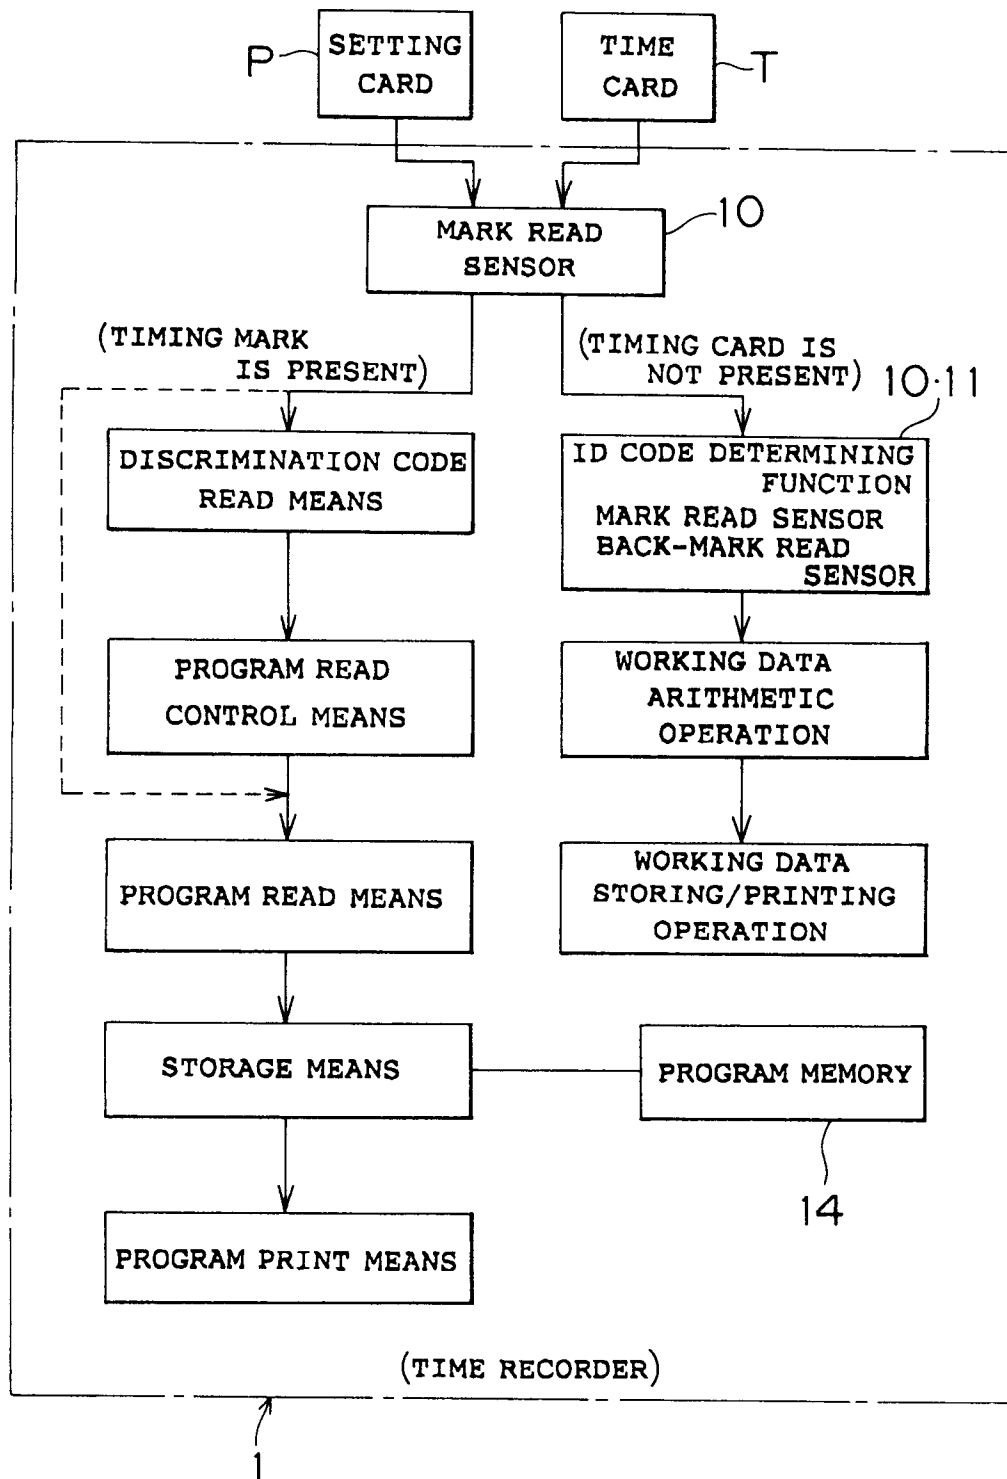 P
SETTING
CARD
TIME
CARD
T
MARK READ
SENSOR
10
(TIMING MARK
IS PRESENT)
(TIMING CARD IS
NOT PRESENT)
10·11
DISCRIMINATION CODE
READ MEANS
ID CODE DETERMINING
FUNCTION
MARK READ SENSOR
BACK-MARK READ
SENSOR
PROGRAM READ
CONTROL MEANS
WORKING DATA
ARITHMETIC
OPERATION
PROGRAM READ MEANS
WORKING DATA
STORING/PRINTING
OPERATION
STORAGE MEANS
PROGRAM MEMORY
14
PROGRAM PRINT MEANS
(TIME RECORDER)
1